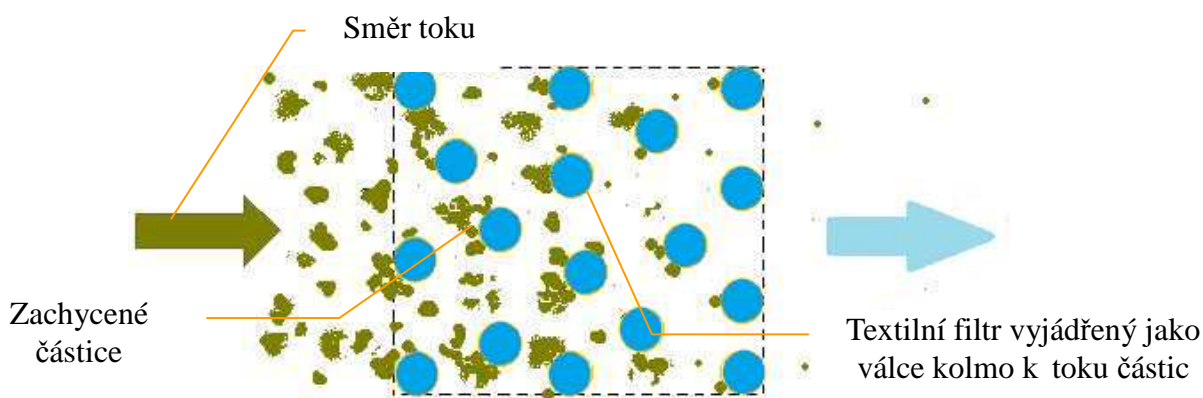 Směr toku
Zachycené
částice
Textilní filtr vyjádřený jako
válce kolmo k toku částic